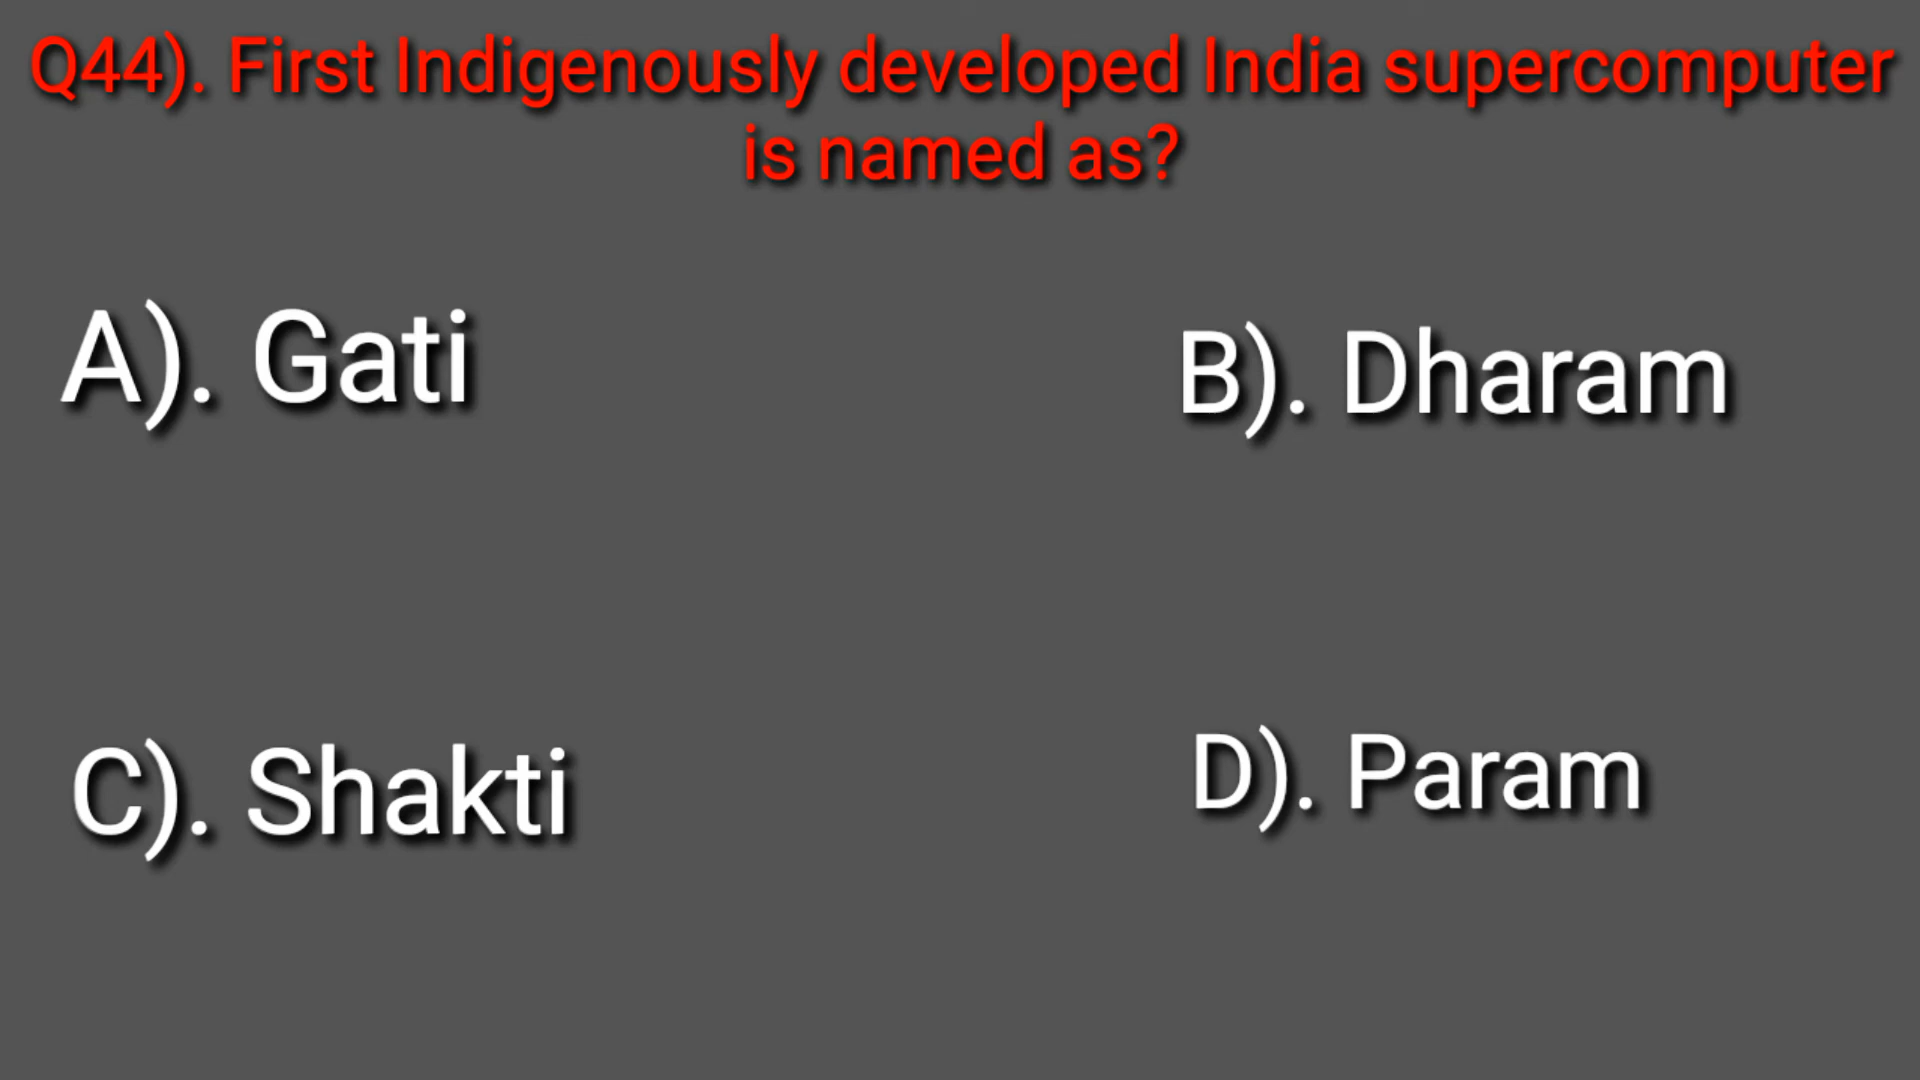 Q44). First Indigenously developed India supercomputer
is named as?
A). Gati
B). Dharam
C). Shakti
D). Param